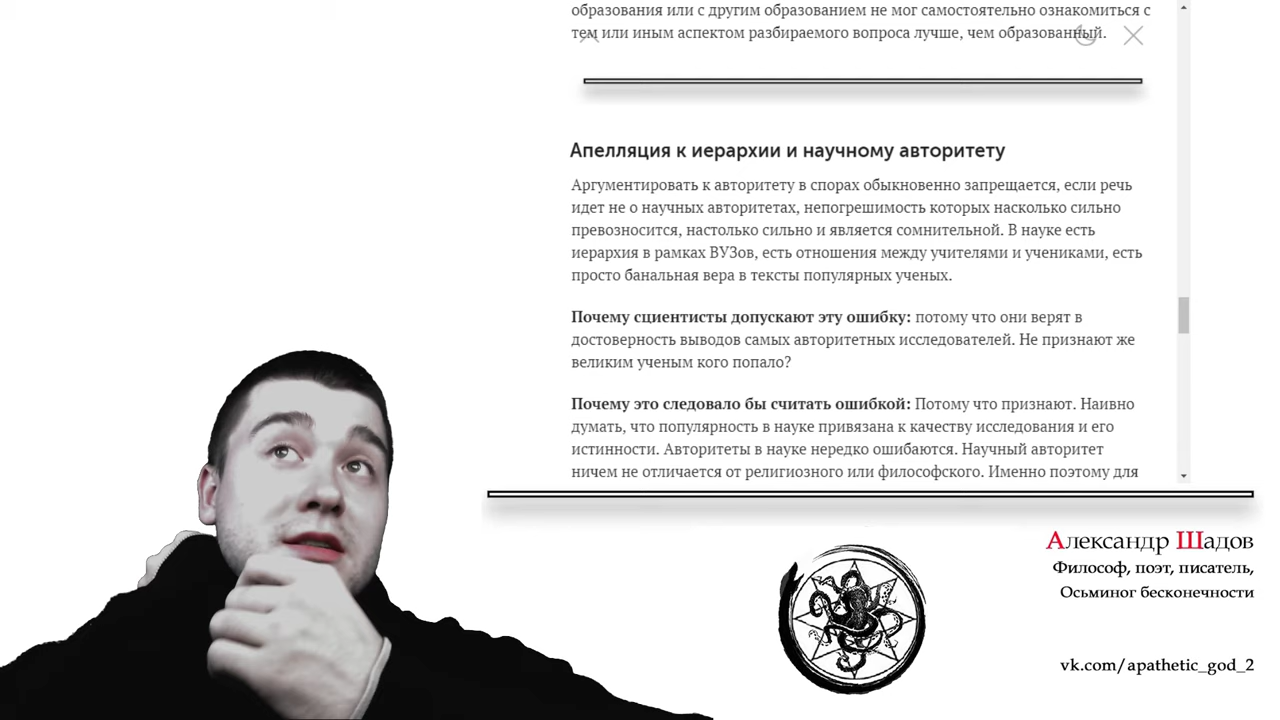 образования или с другим образованием не мог самостоятельно ознакомиться с
тем или иным аспектом разбираемого вопроса лучше, чем образованный.
Апелляция к иерархии и научному авторитету
Аргументировать к авторитету в спорах обыкновенно запрещается, если речь
идет не о научных авторитетах, непогрешимость которых насколько сильно
превозносится, настолько сильно и является сомнительной. В науке есть
иерархия в рамках ВУЗов, есть отношения между учителями и учениками, есть
просто банальная вера в тексты популярных ученых.
Почему сциентисты допускают эту ошибку: потому что они верят в
достоверность выводов самых авторитетных исследователей. Не признают же
великим ученым кого попало?
Почему это следовало бы считать ошибкой: Потому что признают. Наивно
думать, что популярность в науке привязана к качеству исследования и его
истинности. Авторитеты в науке нередко ошибаются. Научный авторитет
ничем не отличается от религиозного или философского. Именно поэтому для
Александр Шадов
Философ, поэт, писатель,
Осьминог бесконечности
vk.com/apathetic_god_2